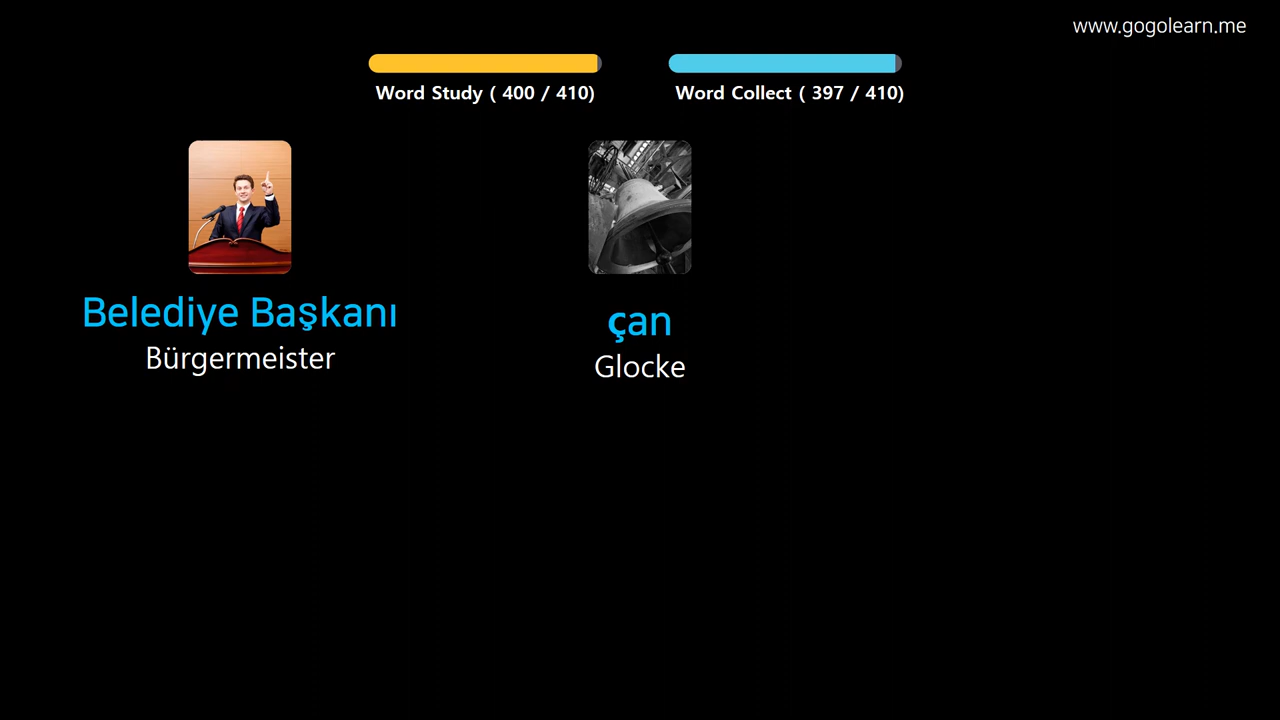 www.gogolearn.me
Word Study ( 400 / 410)
Word Collect ( 397 / 410)
Belediye Başkanı
Bürgermeister
çan
Glocke